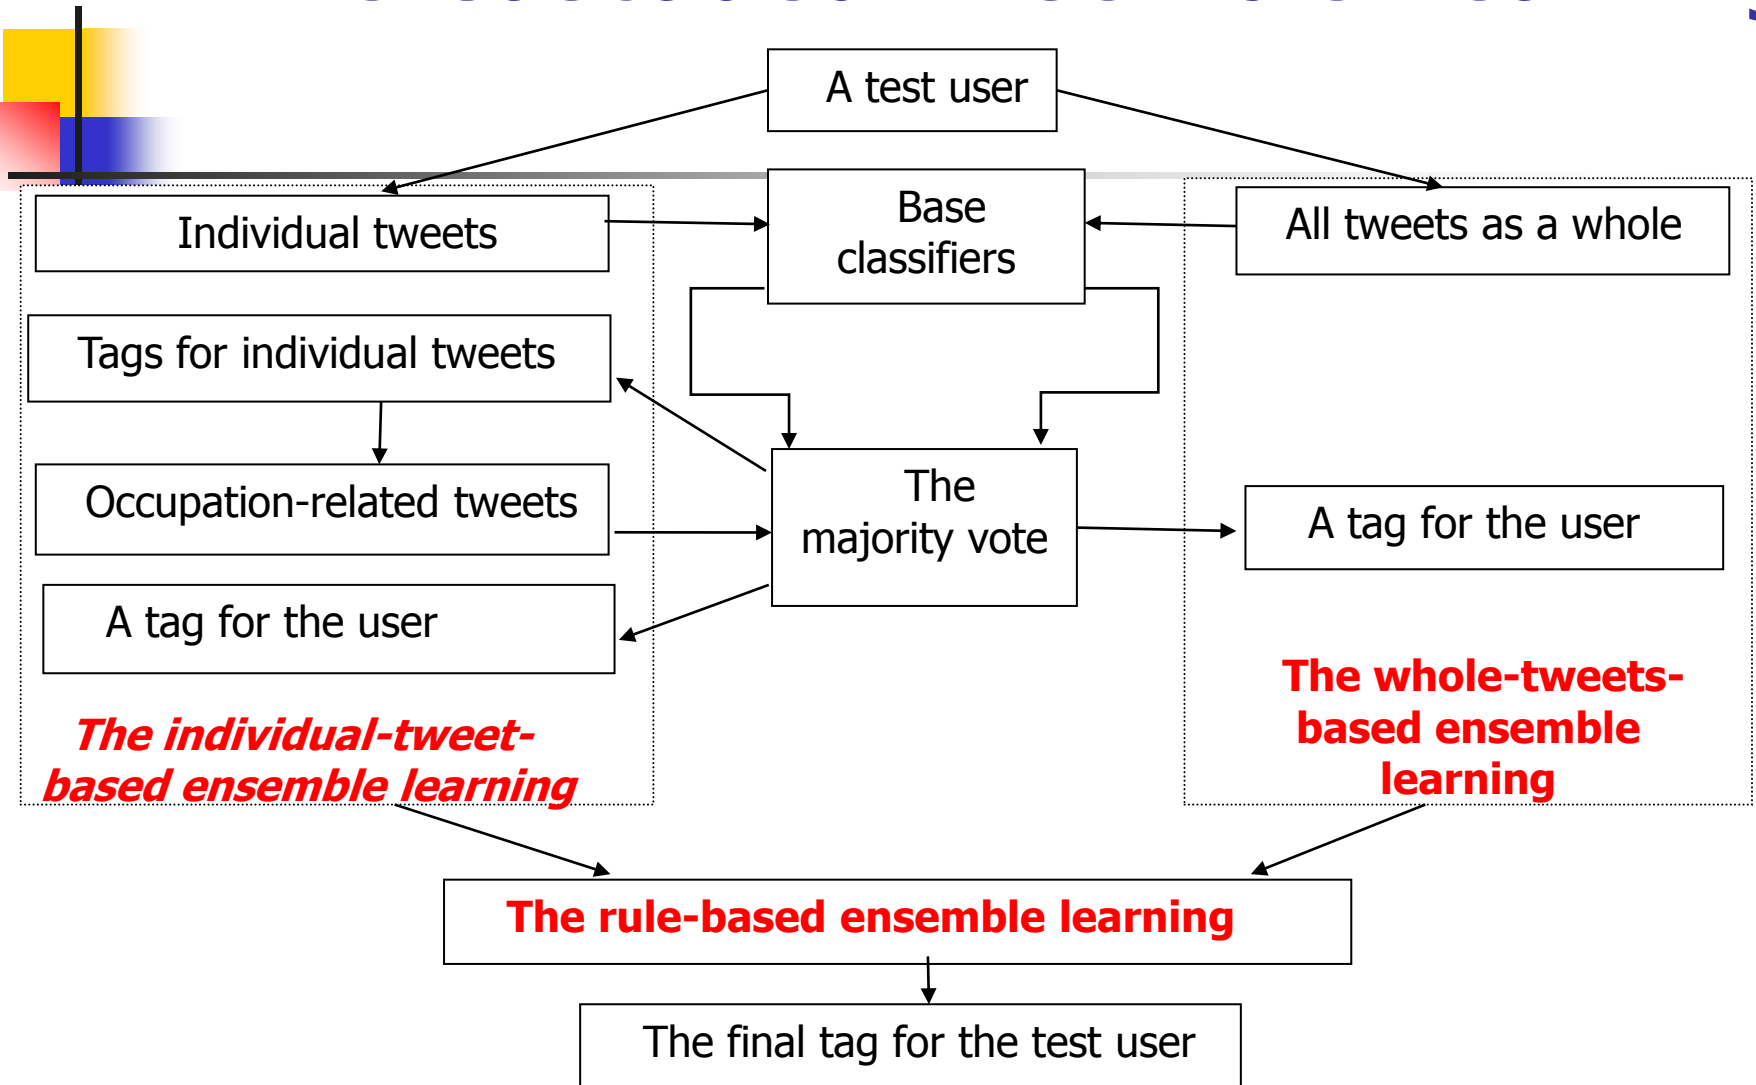 A test user
Individual tweets
Base
classifiers
All tweets as a whole
Tags for individual tweets
Occupation-related tweets
The
majority vote
A tag for the user
A tag for the user
The individual-tweet-
based ensemble learning
The whole-tweets-
based ensemble
learning
The rule-based ensemble learning
The final tag for the test user